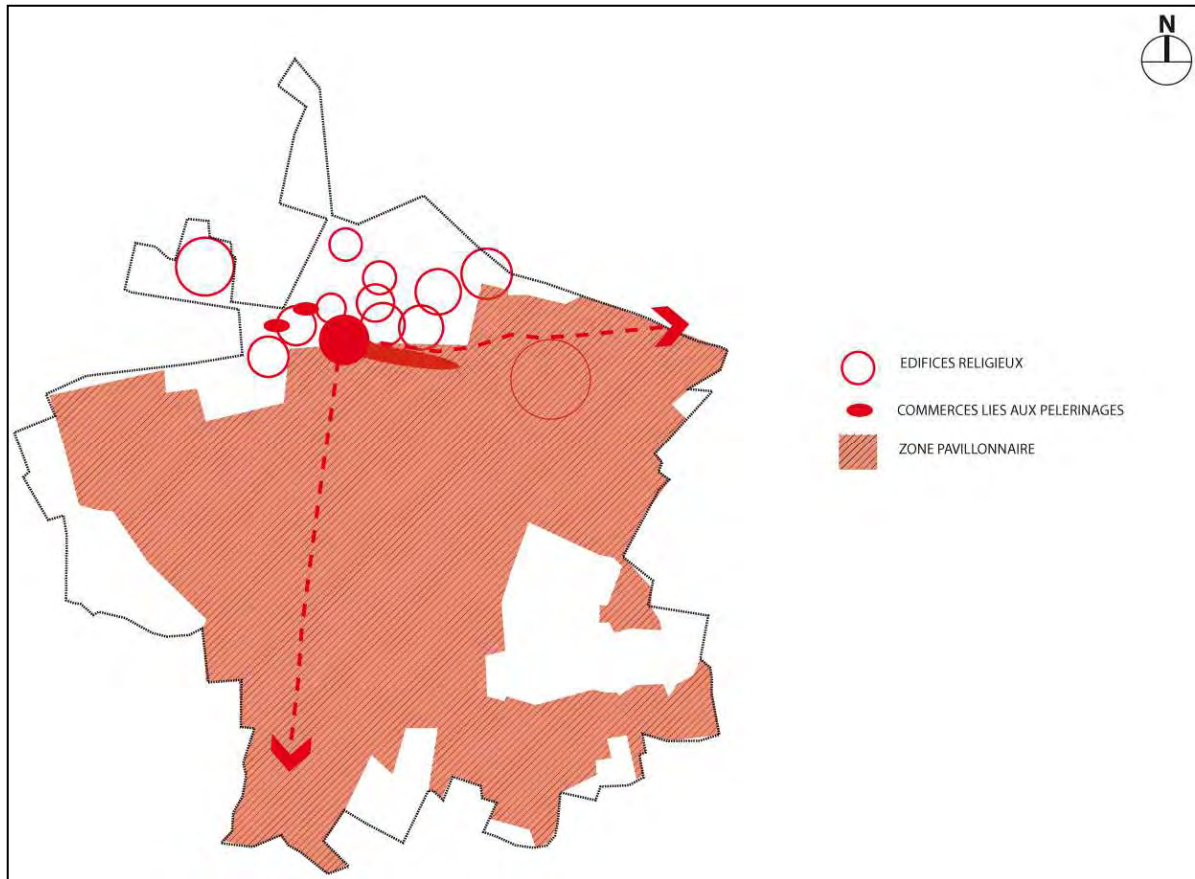 N
EDIFICES RELIGIEUX
COMMERCES LIES AUX PELERINAGES
ZONE PAVILLONNAIRE